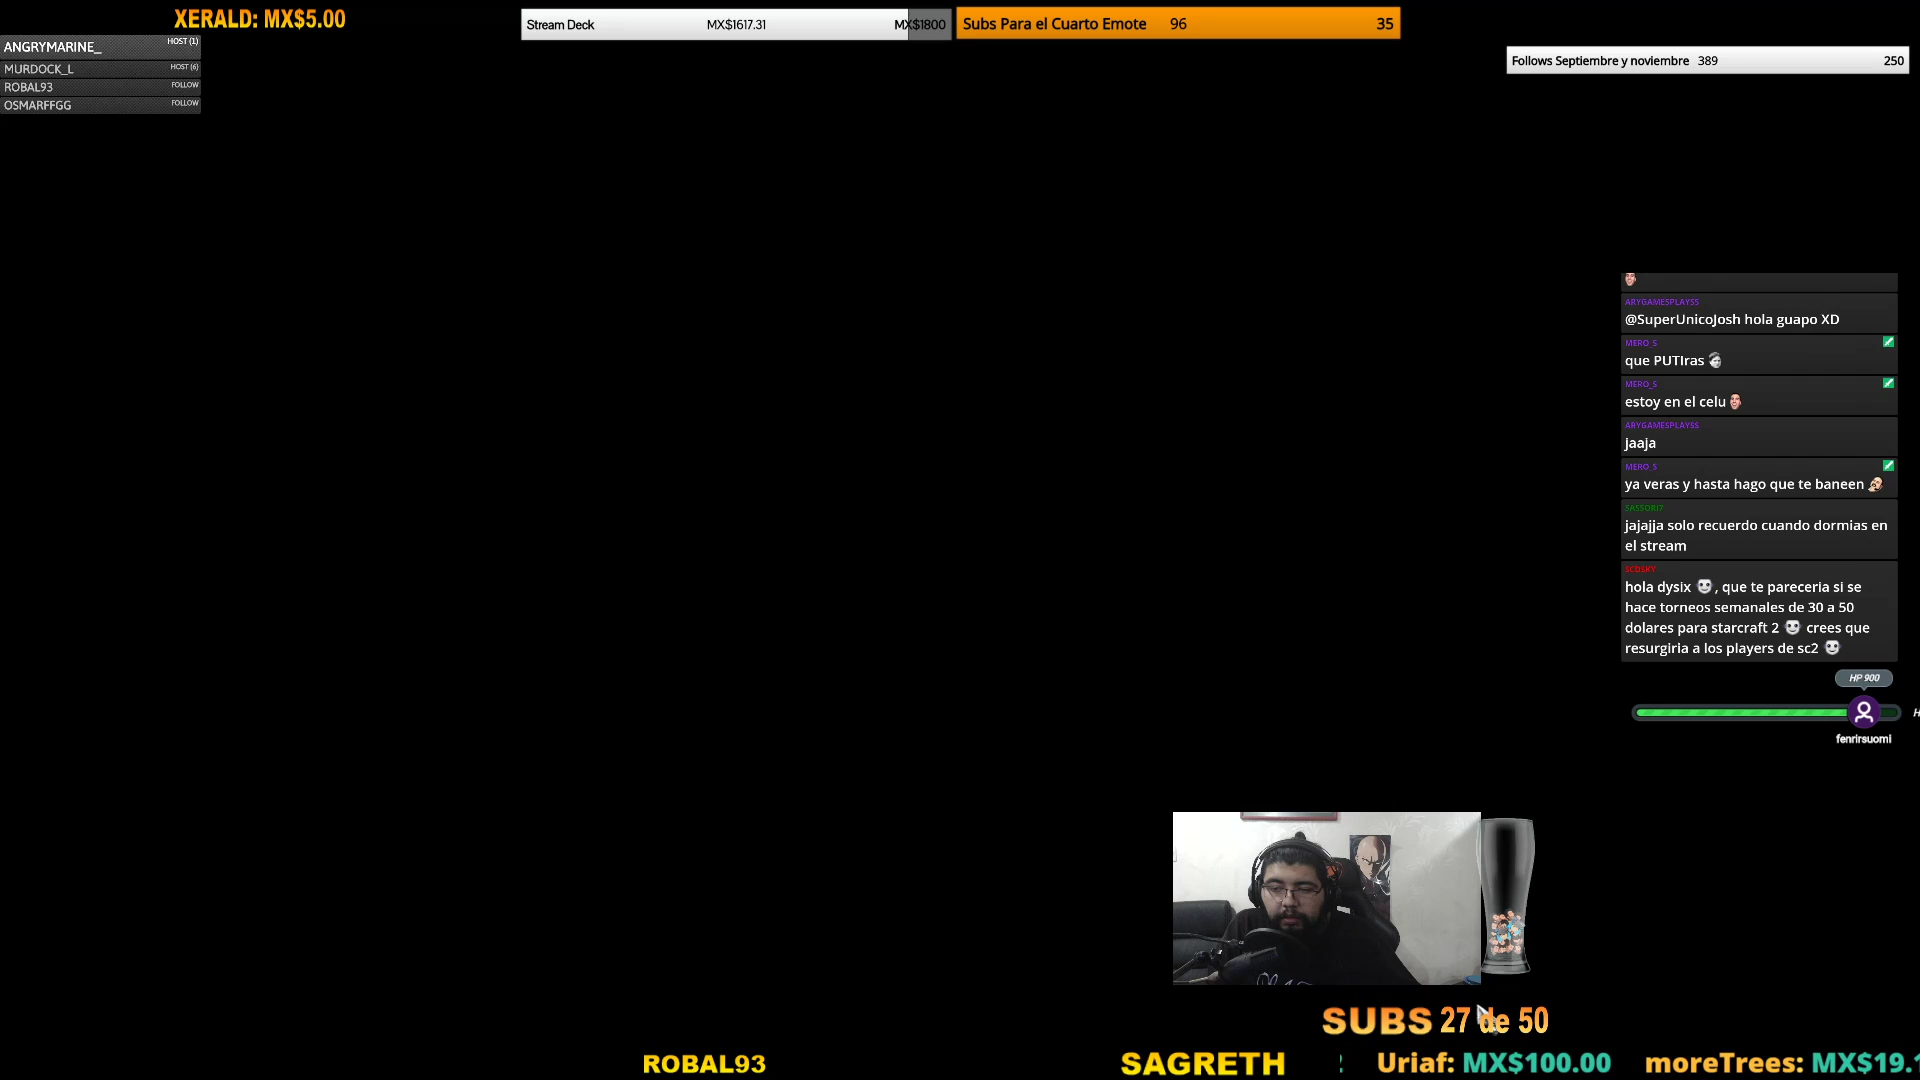 XERALD: MX$5.00
Stream Deck MX$1617.31 MX$1800
Subs Para el Cuarto Emote 96 35
ANGRYMARINE_ HOST (1)
MURDOCK_L HOST (6)
ROBAL93 FOLLOW
OSMARFFGG FOLLOW
Follows Septiembre y noviembre 389 250
ARYGAMESPLAYSS
@SuperUnicoJosh hola guapo XD
MERO_S
que PUTIras
MERO_S
estoy en el celu
ARYGAMESPLAYSS
jaaja
MERO_S
ya veras y hasta hago que te baneen
SASSORI7
jajajja solo recuerdo cuando dormias en
el stream
SCDSKY
hola dysix , que te pareceria si se
hace torneos semanales de 30 a 50
dolares para starcraft 2 crees que
resurgiria a los players de sc2
HP 900
H
fenrirsuomi
SUBS 27 de 50
ROBAL93
SAGRETH
Uriaf: MX$100.00
moreTrees: MX$19.1